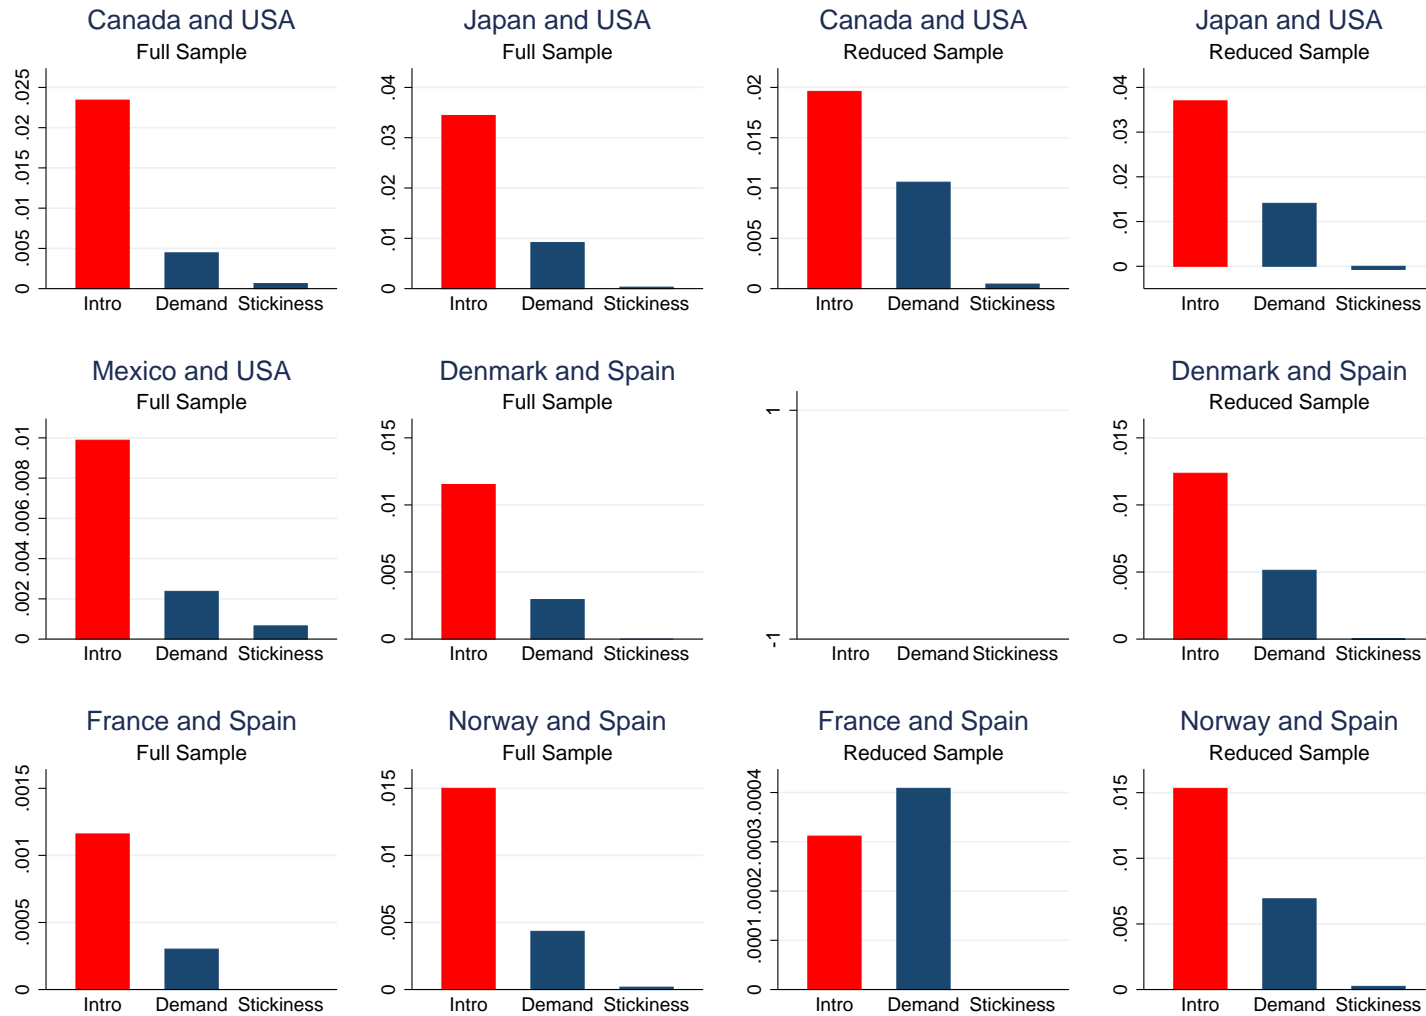 Canada and USA
Full Sample
.025
.02
.015
.01
.005
0
Intro Demand Stickiness
Japan and USA
Full Sample
.04
.03
.02
.01
0
Intro Demand Stickiness
Canada and USA
Reduced Sample
.02
.015
.01
.005
0
Intro Demand Stickiness
Japan and USA
Reduced Sample
.04
.03
.02
.01
0
Intro Demand Stickiness
Mexico and USA
Full Sample
.01
.008
.006
.004
.002
0
Intro Demand Stickiness
Denmark and Spain
Full Sample
.015
.01
.005
0
Intro Demand Stickiness
1
-1
Intro Demand Stickiness
Denmark and Spain
Reduced Sample
.015
.01
.005
0
Intro Demand Stickiness
France and Spain
Full Sample
.0015
.001
.0005
0
Intro Demand Stickiness
Norway and Spain
Full Sample
.015
.01
.005
0
Intro Demand Stickiness
France and Spain
Reduced Sample
.0004
.0003
.0002
.0001
0
Intro Demand Stickiness
Norway and Spain
Reduced Sample
.015
.01
.005
0
Intro Demand Stickiness